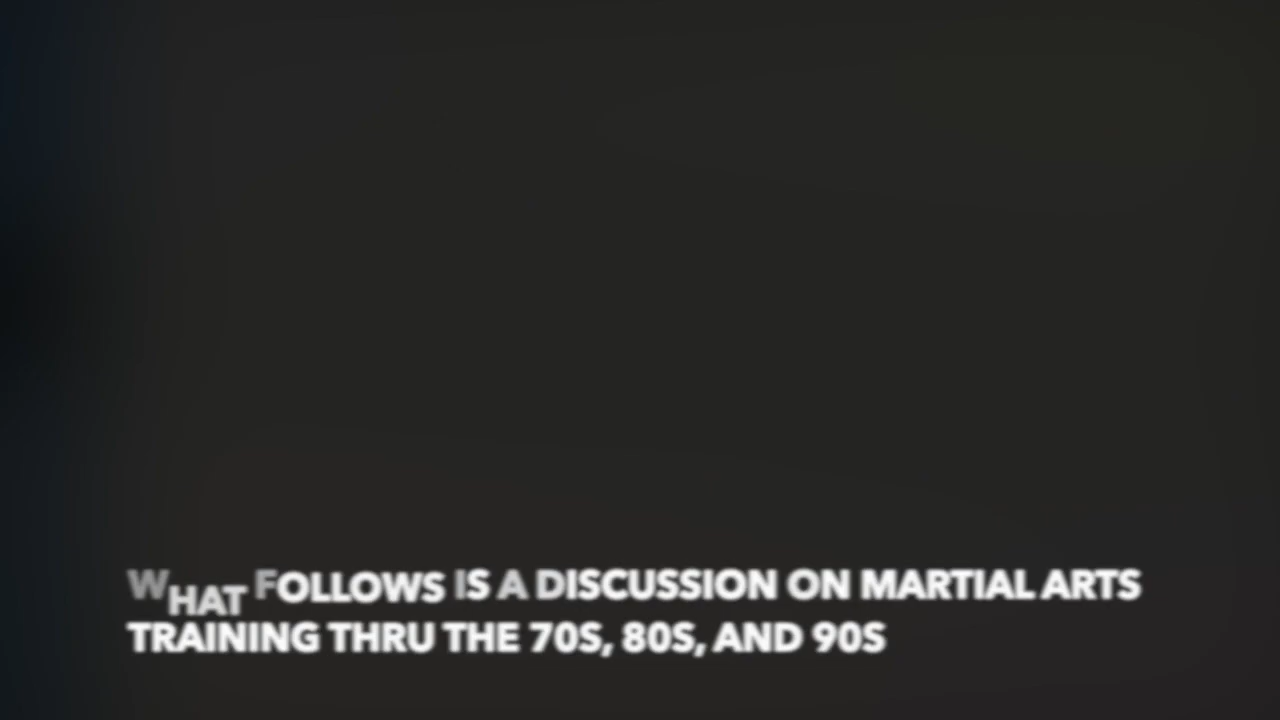 WHAT FOLLOWS IS A DISCUSSION ON MARTIAL ARTS
TRAINING THRU THE 70S, 80S, AND 90S